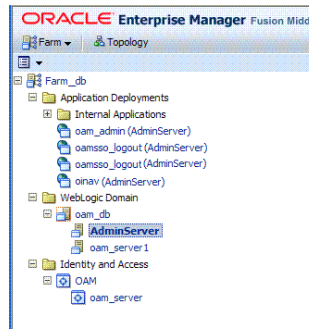 ORACLE Enterprise Manager Fusion Midd
Farm Topology
Farm_db
Application Deployments
Internal Applications
oam_admin (AdminServer)
oamsso_logout (AdminServer)
oamsso_logout (AdminServer)
oinav (AdminServer)
WebLogic Domain
oam_db
AdminServer
oam_server1
Identity and Access
OAM
oam_server